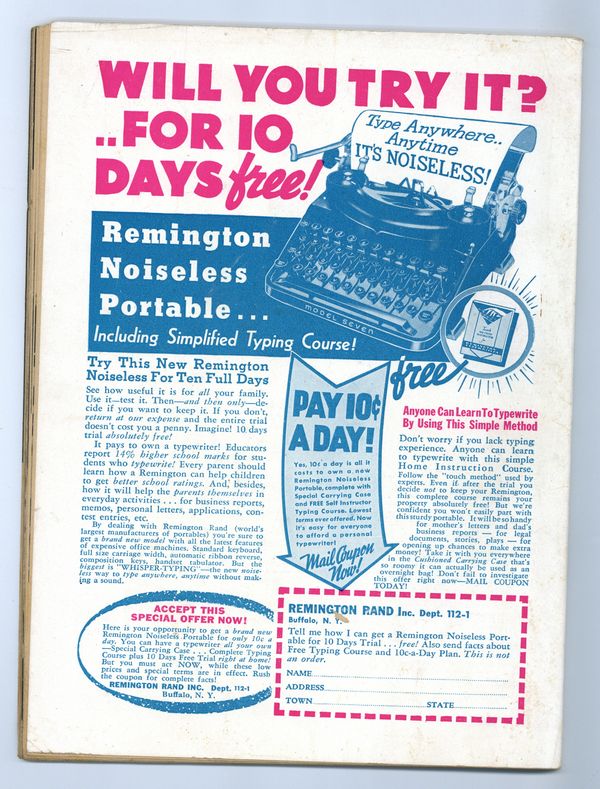 WILL YOU TRY IT?
..FOR 10
DAYS free!
Type Anywhere..
Anytime
IT'S NOISELESS!
Remington
Noiseless
Portable...
Including Simplified Typing Course!
MODEL SEVEN
free
Try This New Remington
Noiseless For Ten Full Days
See how useful it is for all your family.
Use it—test it. Then—and then only—de-
cide if you want to keep it. If you don't,
return at our expense and the entire trial
doesn't cost you a penny. Imagine! 10 days
trial absolutely free!
It pays to own a typewriter! Educators
report 14% higher school marks for stu-
dents who typewrite! Every parent should
learn how a Remington can help children
to get better school ratings. And, besides,
how it will help the parents themselves in
everyday activities . . . for business reports,
memos, personal letters, applications, con-
test entries, etc.
By dealing with Remington Rand (world's
largest manufacturers of portables) you're sure to
get a brand new model with all the latest features
of expensive office machines. Standard keyboard,
full size carriage width, automatic ribbon reverse,
composition keys, handset tabulator. But the
biggest is "WHISPER-TYPING"—the new noise-
less way to type anywhere, anytime without mak-
ing a sound.
PAY 10¢
A DAY!
Yes, 10¢ a day is all it
costs to own a new
Remington Noiseless
Portable, complete with
Special Carrying Case
and FREE Self Instructor
Typing Course. Lowest
terms ever offered. Now
it's easy for everyone
to afford a personal
typewriter!
Mail Coupon
Now!
Anyone Can Learn To Typewrite
By Using This Simple Method
Don't worry if you lack typing
experience. Anyone can learn
to typewrite with this simple
Home Instruction Course.
Follow the "touch method" used by
experts. Even if after the trial you
decide not to keep your Remington,
this complete course remains your
property absolutely free! But we're
confident you won't easily part with
this sturdy portable. It will be so handy
for mother's letters and dad's
business reports — for legal
documents, stories, plays — for
opening up chances to make extra
money! Take it with you everywhere
in the Cushioned Carrying Case that's
so roomy it can actually be used as an
overnight bag! Don't fail to investigate
this offer right now—MAIL COUPON
TODAY!
ACCEPT THIS
SPECIAL OFFER NOW!
Here is your opportunity to get a brand new
Remington Noiseless Portable for only 10c a
day. You can have a typewriter all your own
—Special Carrying Case . . . Complete Typing
Course plus 10 Days Free Trial right at home!
But you must act NOW, while these low
prices and special terms are in effect. Rush
the coupon for complete facts!
REMINGTON RAND INC. Dept. 112-1
Buffalo, N. Y.
REMINGTON RAND Inc. Dept. 112-1
Buffalo, N. Y.
Tell me how I can get a Remington Noiseless Port-
able for 10 Days Trial . . . free! Also send facts about
Free Typing Course and 10c-a-Day Plan. This is not
an order.
NAME
ADDRESS
TOWN STATE